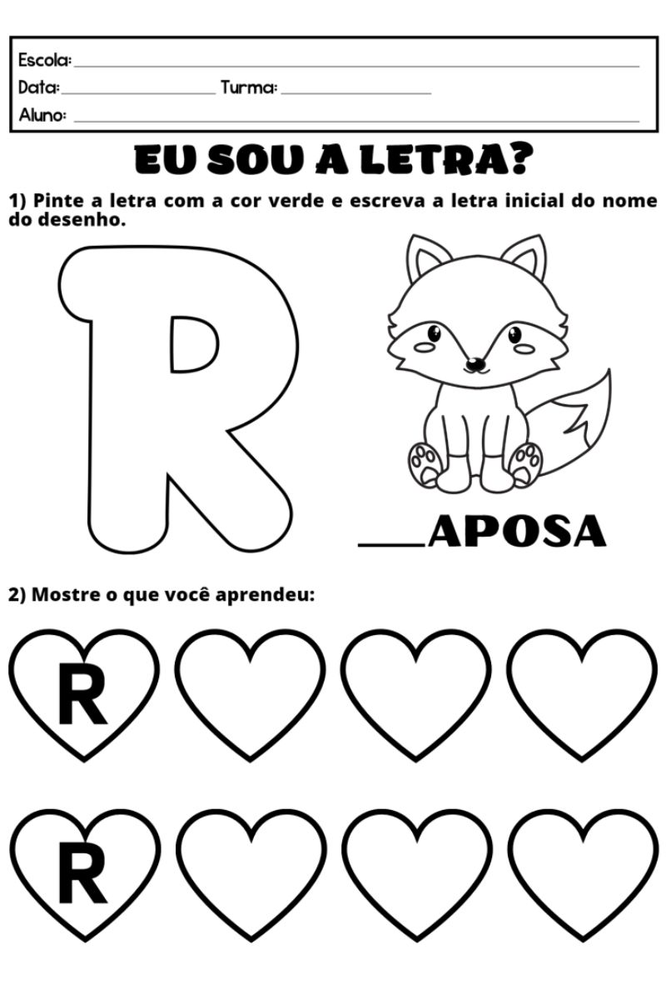 Escola:
Data: Turma:
Aluno:
EU SOU A LETRA?
1) Pinte a letra com a cor verde e escreva a letra inicial do nome
do desenho.
R
___APOSA
2) Mostre o que você aprendeu:
R
R